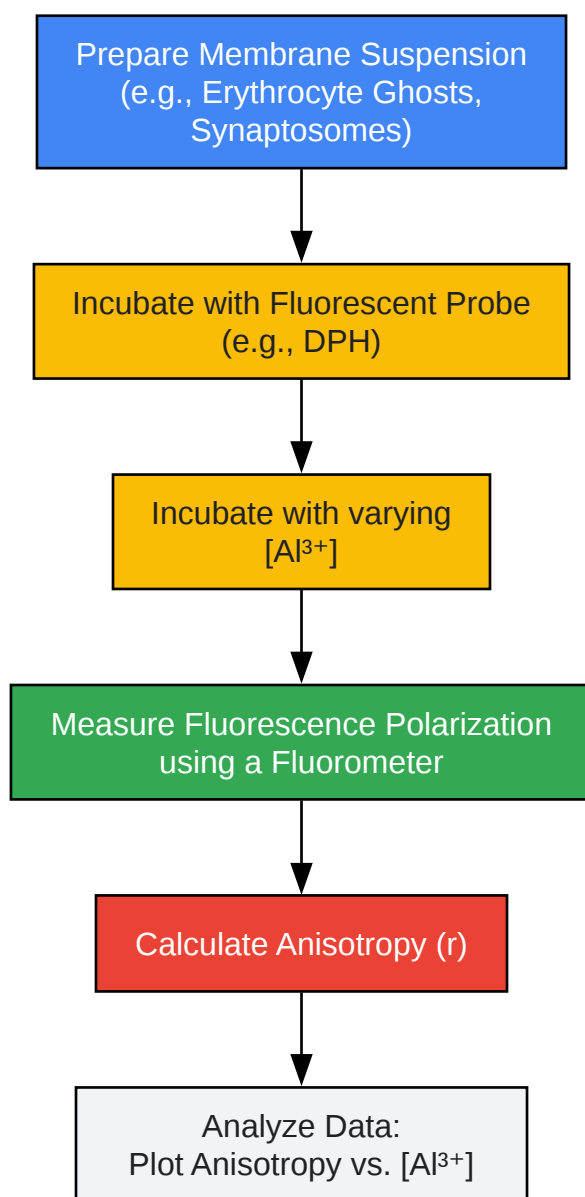 Prepare Membrane Suspension
(e.g., Erythrocyte Ghosts,
Synaptosomes)
Incubate with Fluorescent Probe
(e.g., DPH)
Incubate with varying
[Al³⁺]
Measure Fluorescence Polarization
using a Fluorometer
Calculate Anisotropy (r)
Analyze Data:
Plot Anisotropy vs. [Al³⁺]